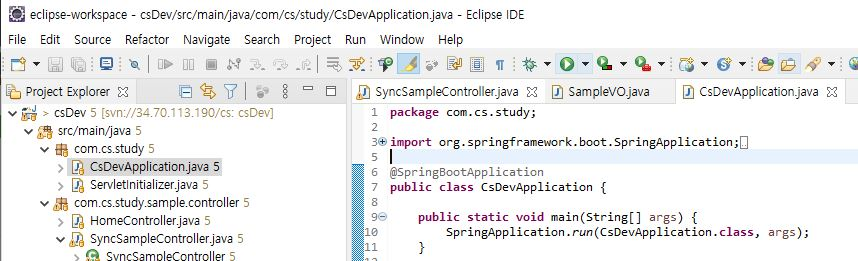 eclipse-workspace - csDev/src/main/java/com/cs/study/CsDevApplication.java - Eclipse IDE
File Edit Source Refactor Navigate Search Project Run Window Help
Project Explorer
csDev 5 [svn://34.70.113.190/cs: csDev]
src/main/java 5
com.cs.study 5
CsDevApplication.java 5
ServletInitializer.java 5
com.cs.study.sample.controller 5
HomeController.java 5
SyncSampleController.java 5
SyncSampleController 5
SyncSampleController.java SampleVO.java CsDevApplication.java
1 package com.cs.study;
2
3 import org.springframework.boot.SpringApplication;
5
6 @SpringBootApplication
7 public class CsDevApplication {
8
9 public static void main(String[] args) {
10 SpringApplication.run(CsDevApplication.class, args);
11 }